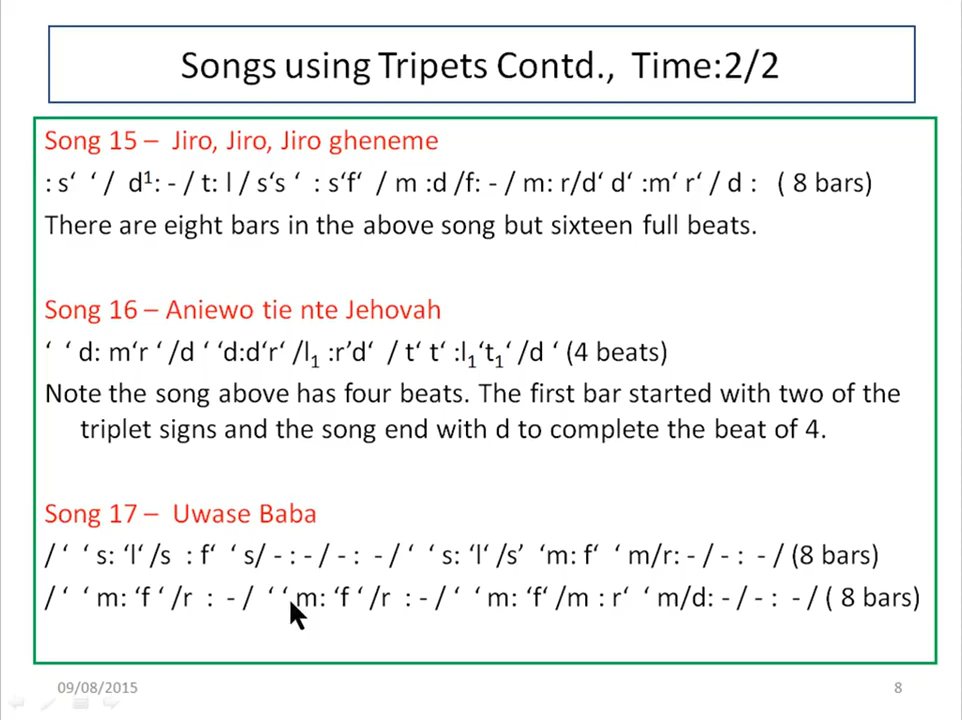 Songs using Tripets Contd.,  Time:2/2
Song 15 –  Jiro, Jiro, Jiro gheneme
: s‘  ‘ /  d¹: - / t: l / s‘s ‘  : s‘f‘  / m :d /f: - / m: r/d‘ d‘ :m‘ r‘ / d :   ( 8 bars)
There are eight bars in the above song but sixteen full beats.
Song 16 – Aniewo tie nte Jehovah
‘  ‘ d: m‘r ‘ /d ‘ ‘d:d‘r‘ /l₁ :r’d‘  / t‘ t‘ :l₁‘t₁‘ /d ‘ (4 beats)
Note the song above has four beats. The first bar started with two of the
triplet signs and the song end with d to complete the beat of 4.
Song 17 –  Uwase Baba
/ ‘  ‘ s: ‘l‘ /s  : f‘  ‘ s/ - : - / - :  - / ‘  ‘ s: ‘l‘ /s’  ‘m: f‘  ‘ m/r: - / - :  - / (8 bars)
/ ‘  ‘ m: ‘f ‘ /r  :  - /  ‘ ‘ m: ‘f ‘ /r  : - / ‘  ‘ m: ‘f‘ /m : r‘  ‘ m/d: - / - :  - / ( 8 bars)
09/08/2015
8